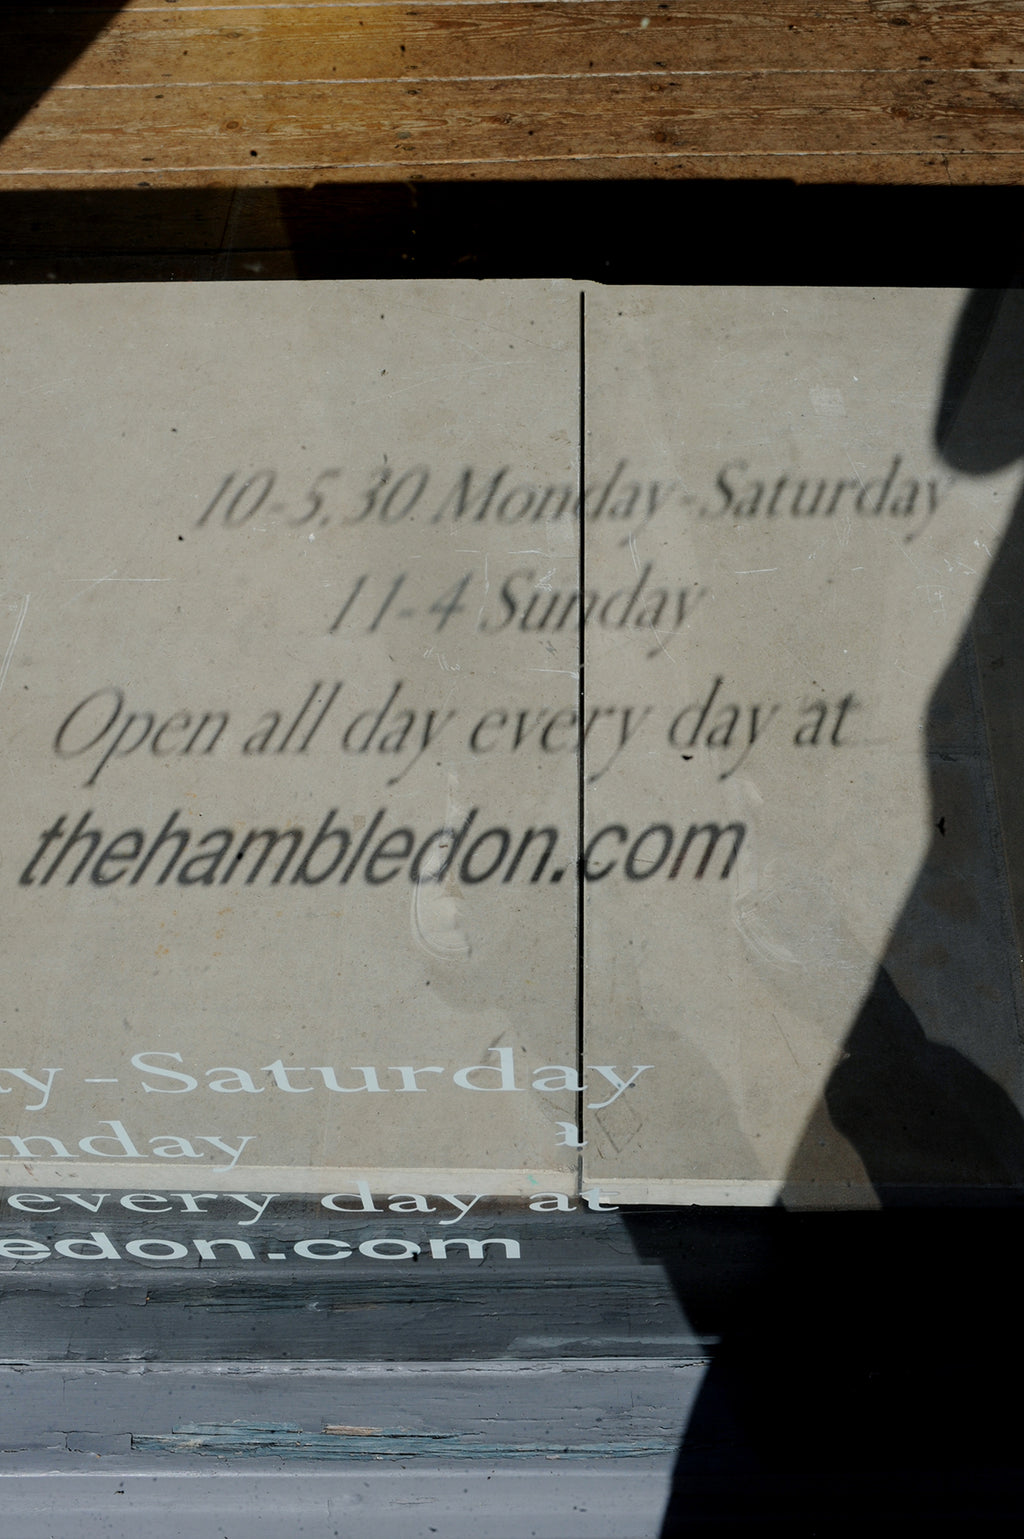 10-5.30 Monday-Saturday
11-4 Sunday
Open all day every day at
thehambledon.com
ay-Saturday
nday
every day at
edon.com